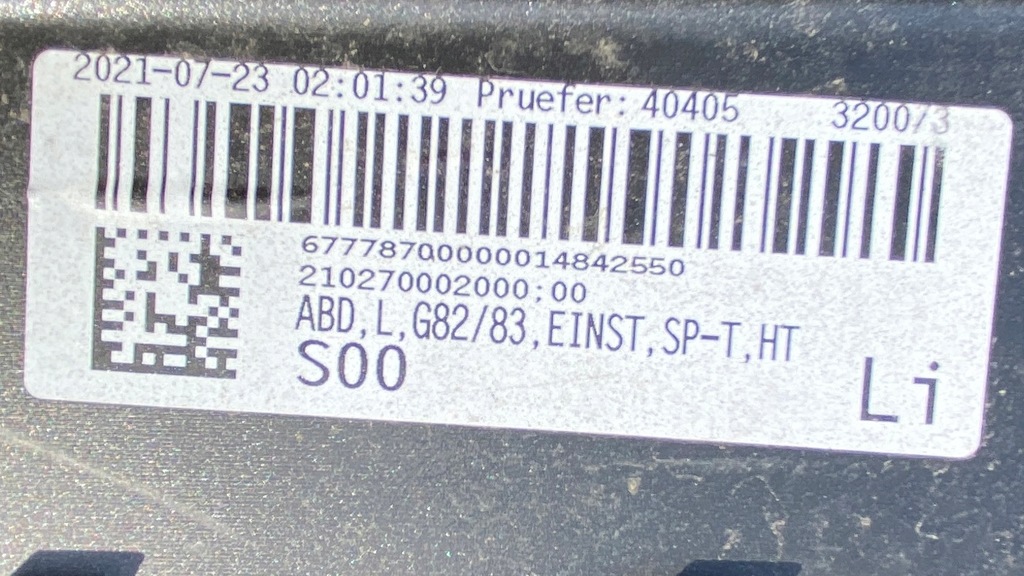 2021-07-23 02:01:39 Pruefer: 40405 3200/3
677787000000014842550
210270002000;00
ABD,L,G82/83,EINST,SP-T,HT
S00
Li